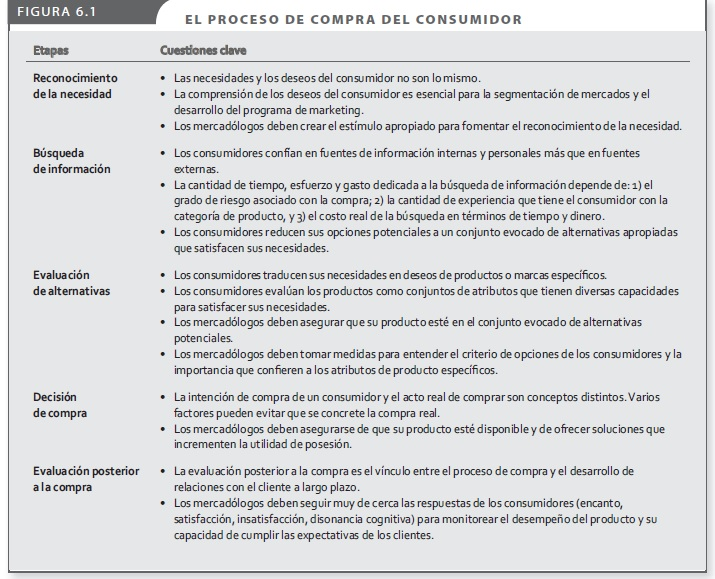 FIGURA 6.1
EL PROCESO DE COMPRA DEL CONSUMIDOR
Etapas Cuestiones clave
Reconocimiento
de la necesidad
• Las necesidades y los deseos del consumidor no son lo mismo.
• La comprensión de los deseos del consumidor es esencial para la segmentación de mercados y el
desarrollo del programa de marketing.
• Los mercadólogos deben crear el estímulo apropiado para fomentar el reconocimiento de la necesidad.
Búsqueda
de información
• Los consumidores confían en fuentes de información internas y personales más que en fuentes
externas.
• La cantidad de tiempo, esfuerzo y gasto dedicada a la búsqueda de información depende de: 1) el
grado de riesgo asociado con la compra; 2) la cantidad de experiencia que tiene el consumidor con la
categoría de producto, y 3) el costo real de la búsqueda en términos de tiempo y dinero.
• Los consumidores reducen sus opciones potenciales a un conjunto evocado de alternativas apropiadas
que satisfacen sus necesidades.
Evaluación
de alternativas
• Los consumidores traducen sus necesidades en deseos de productos o marcas específicos.
• Los consumidores evalúan los productos como conjuntos de atributos que tienen diversas capacidades
para satisfacer sus necesidades.
• Los mercadólogos deben asegurar que su producto esté en el conjunto evocado de alternativas
potenciales.
• Los mercadólogos deben tomar medidas para entender el criterio de opciones de los consumidores y la
importancia que confieren a los atributos de producto específicos.
Decisión
de compra
• La intención de compra de un consumidor y el acto real de comprar son conceptos distintos. Varios
factores pueden evitar que se concrete la compra real.
• Los mercadólogos deben asegurarse de que su producto esté disponible y de ofrecer soluciones que
incrementen la utilidad de posesión.
Evaluación posterior
a la compra
• La evaluación posterior a la compra es el vínculo entre el proceso de compra y el desarrollo de
relaciones con el cliente a largo plazo.
• Los mercadólogos deben seguir muy de cerca las respuestas de los consumidores (encanto,
satisfacción, insatisfacción, disonancia cognitiva) para monitorear el desempeño del producto y su
capacidad de cumplir las expectativas de los clientes.